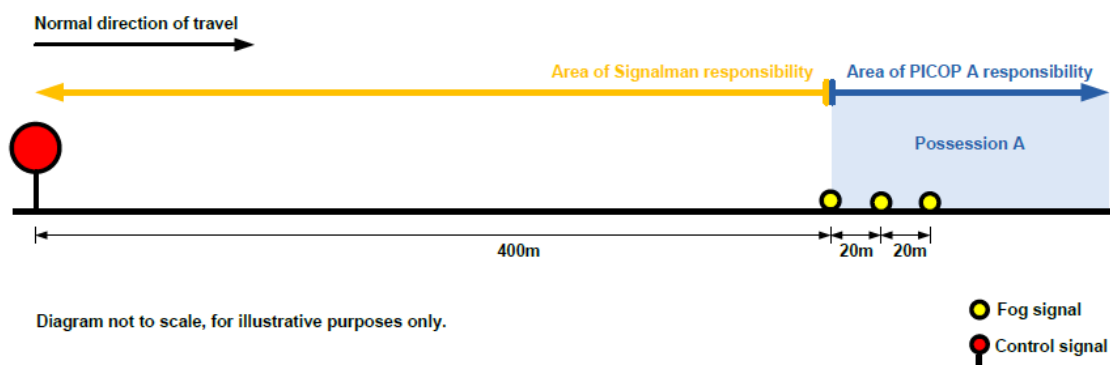 Normal direction of travel
Area of Signalman responsibility
Area of PICOP A responsibility
Possession A
400m
20m
20m
Diagram not to scale, for illustrative purposes only.
Fog signal
Control signal